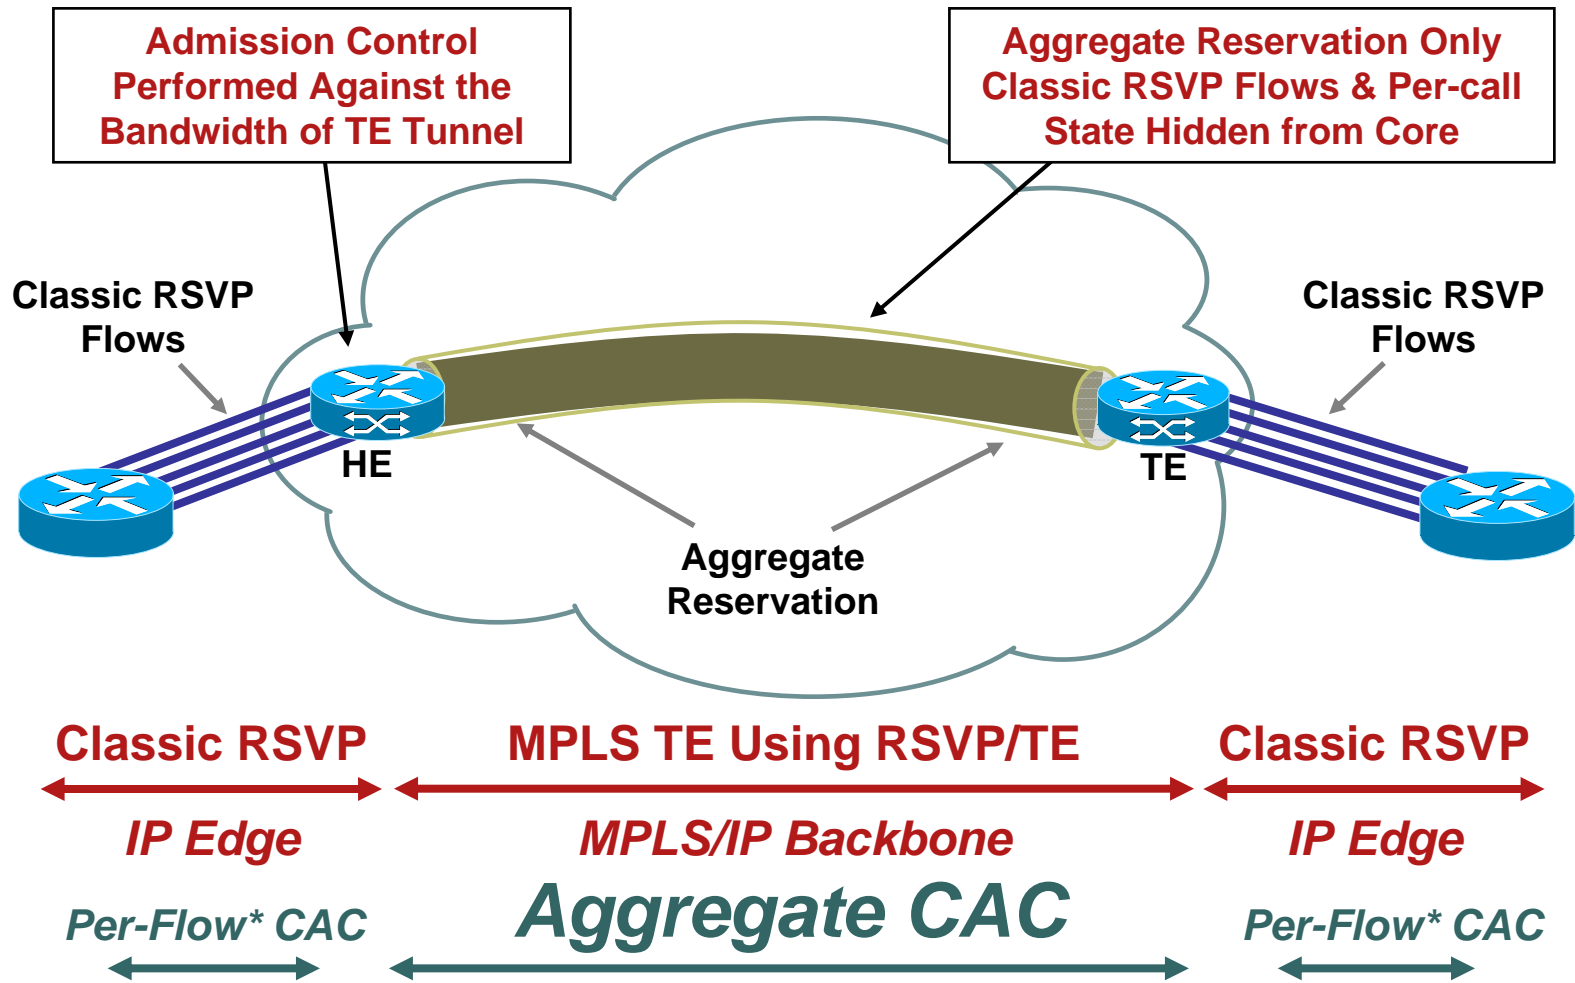 Admission Control
Performed Against the
Bandwidth of TE Tunnel
Aggregate Reservation Only
Classic RSVP Flows & Per-call
State Hidden from Core
Classic RSVP
Flows
Classic RSVP
Flows
HE
TE
Aggregate
Reservation
Classic RSVP
MPLS TE Using RSVP/TE
Classic RSVP
IP Edge
MPLS/IP Backbone
IP Edge
Per-Flow* CAC
Aggregate CAC
Per-Flow* CAC